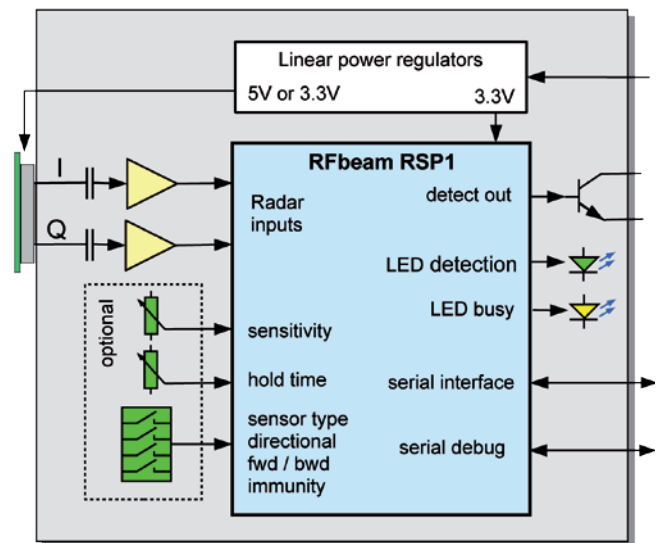 Linear power regulators
5V or 3.3V
3.3V
RFbeam RSP1
I
Q
Radar
inputs
detect out
LED detection
LED busy
optional
sensitivity
hold time
sensor type
directional
fwd / bwd
immunity
serial interface
serial debug